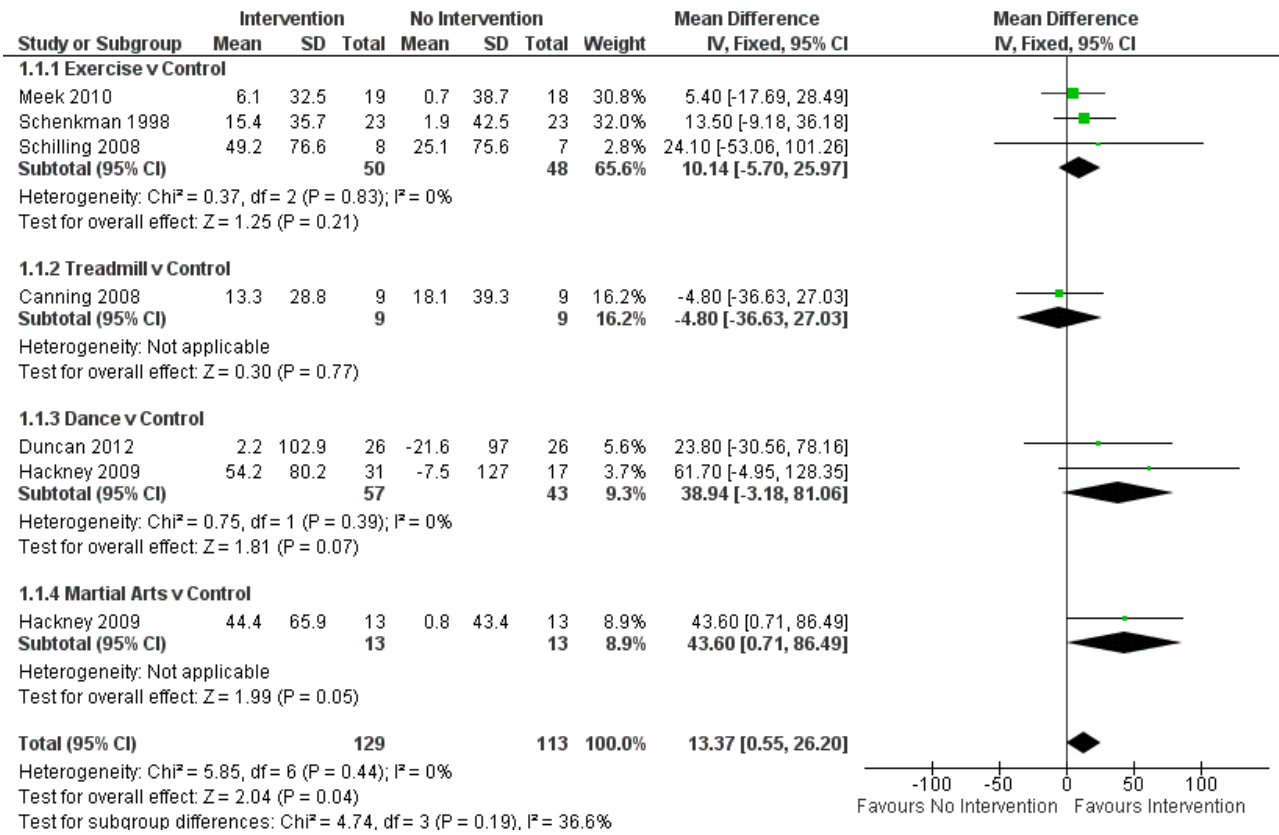 Intervention No Intervention Mean Difference Mean Difference
Study or Subgroup Mean SD Total Mean SD Total Weight IV, Fixed, 95% CI IV, Fixed, 95% CI
1.1.1 Exercise v Control
Meek 2010 6.1 32.5 19 0.7 38.7 18 30.8% 5.40 [-17.69, 28.49]
Schenkman 1998 15.4 35.7 23 1.9 42.5 23 32.0% 13.50 [-9.18, 36.18]
Schilling 2008 49.2 76.6 8 25.1 75.6 7 2.8% 24.10 [-53.06, 101.26]
Subtotal (95% CI) 50 48 65.6% 10.14 [-5.70, 25.97]
Heterogeneity: Chi² = 0.37, df = 2 (P = 0.83); I² = 0%
Test for overall effect: Z = 1.25 (P = 0.21)
1.1.2 Treadmill v Control
Canning 2008 13.3 28.8 9 18.1 39.3 9 16.2% -4.80 [-36.63, 27.03]
Subtotal (95% CI) 9 9 16.2% -4.80 [-36.63, 27.03]
Heterogeneity: Not applicable
Test for overall effect: Z = 0.30 (P = 0.77)
1.1.3 Dance v Control
Duncan 2012 2.2 102.9 26 -21.6 97 26 5.6% 23.80 [-30.56, 78.16]
Hackney 2009 54.2 80.2 31 -7.5 127 17 3.7% 61.70 [-4.95, 128.35]
Subtotal (95% CI) 57 43 9.3% 38.94 [-3.18, 81.06]
Heterogeneity: Chi² = 0.75, df = 1 (P = 0.39); I² = 0%
Test for overall effect: Z = 1.81 (P = 0.07)
1.1.4 Martial Arts v Control
Hackney 2009 44.4 65.9 13 0.8 43.4 13 8.9% 43.60 [0.71, 86.49]
Subtotal (95% CI) 13 13 8.9% 43.60 [0.71, 86.49]
Heterogeneity: Not applicable
Test for overall effect: Z = 1.99 (P = 0.05)
Total (95% CI) 129 113 100.0% 13.37 [0.55, 26.20]
Heterogeneity: Chi² = 5.85, df = 6 (P = 0.44); I² = 0%
Test for overall effect: Z = 2.04 (P = 0.04)
Test for subgroup differences: Chi² = 4.74, df = 3 (P = 0.19), I² = 36.6%
-100 -50 0 50 100
Favours No Intervention Favours Intervention